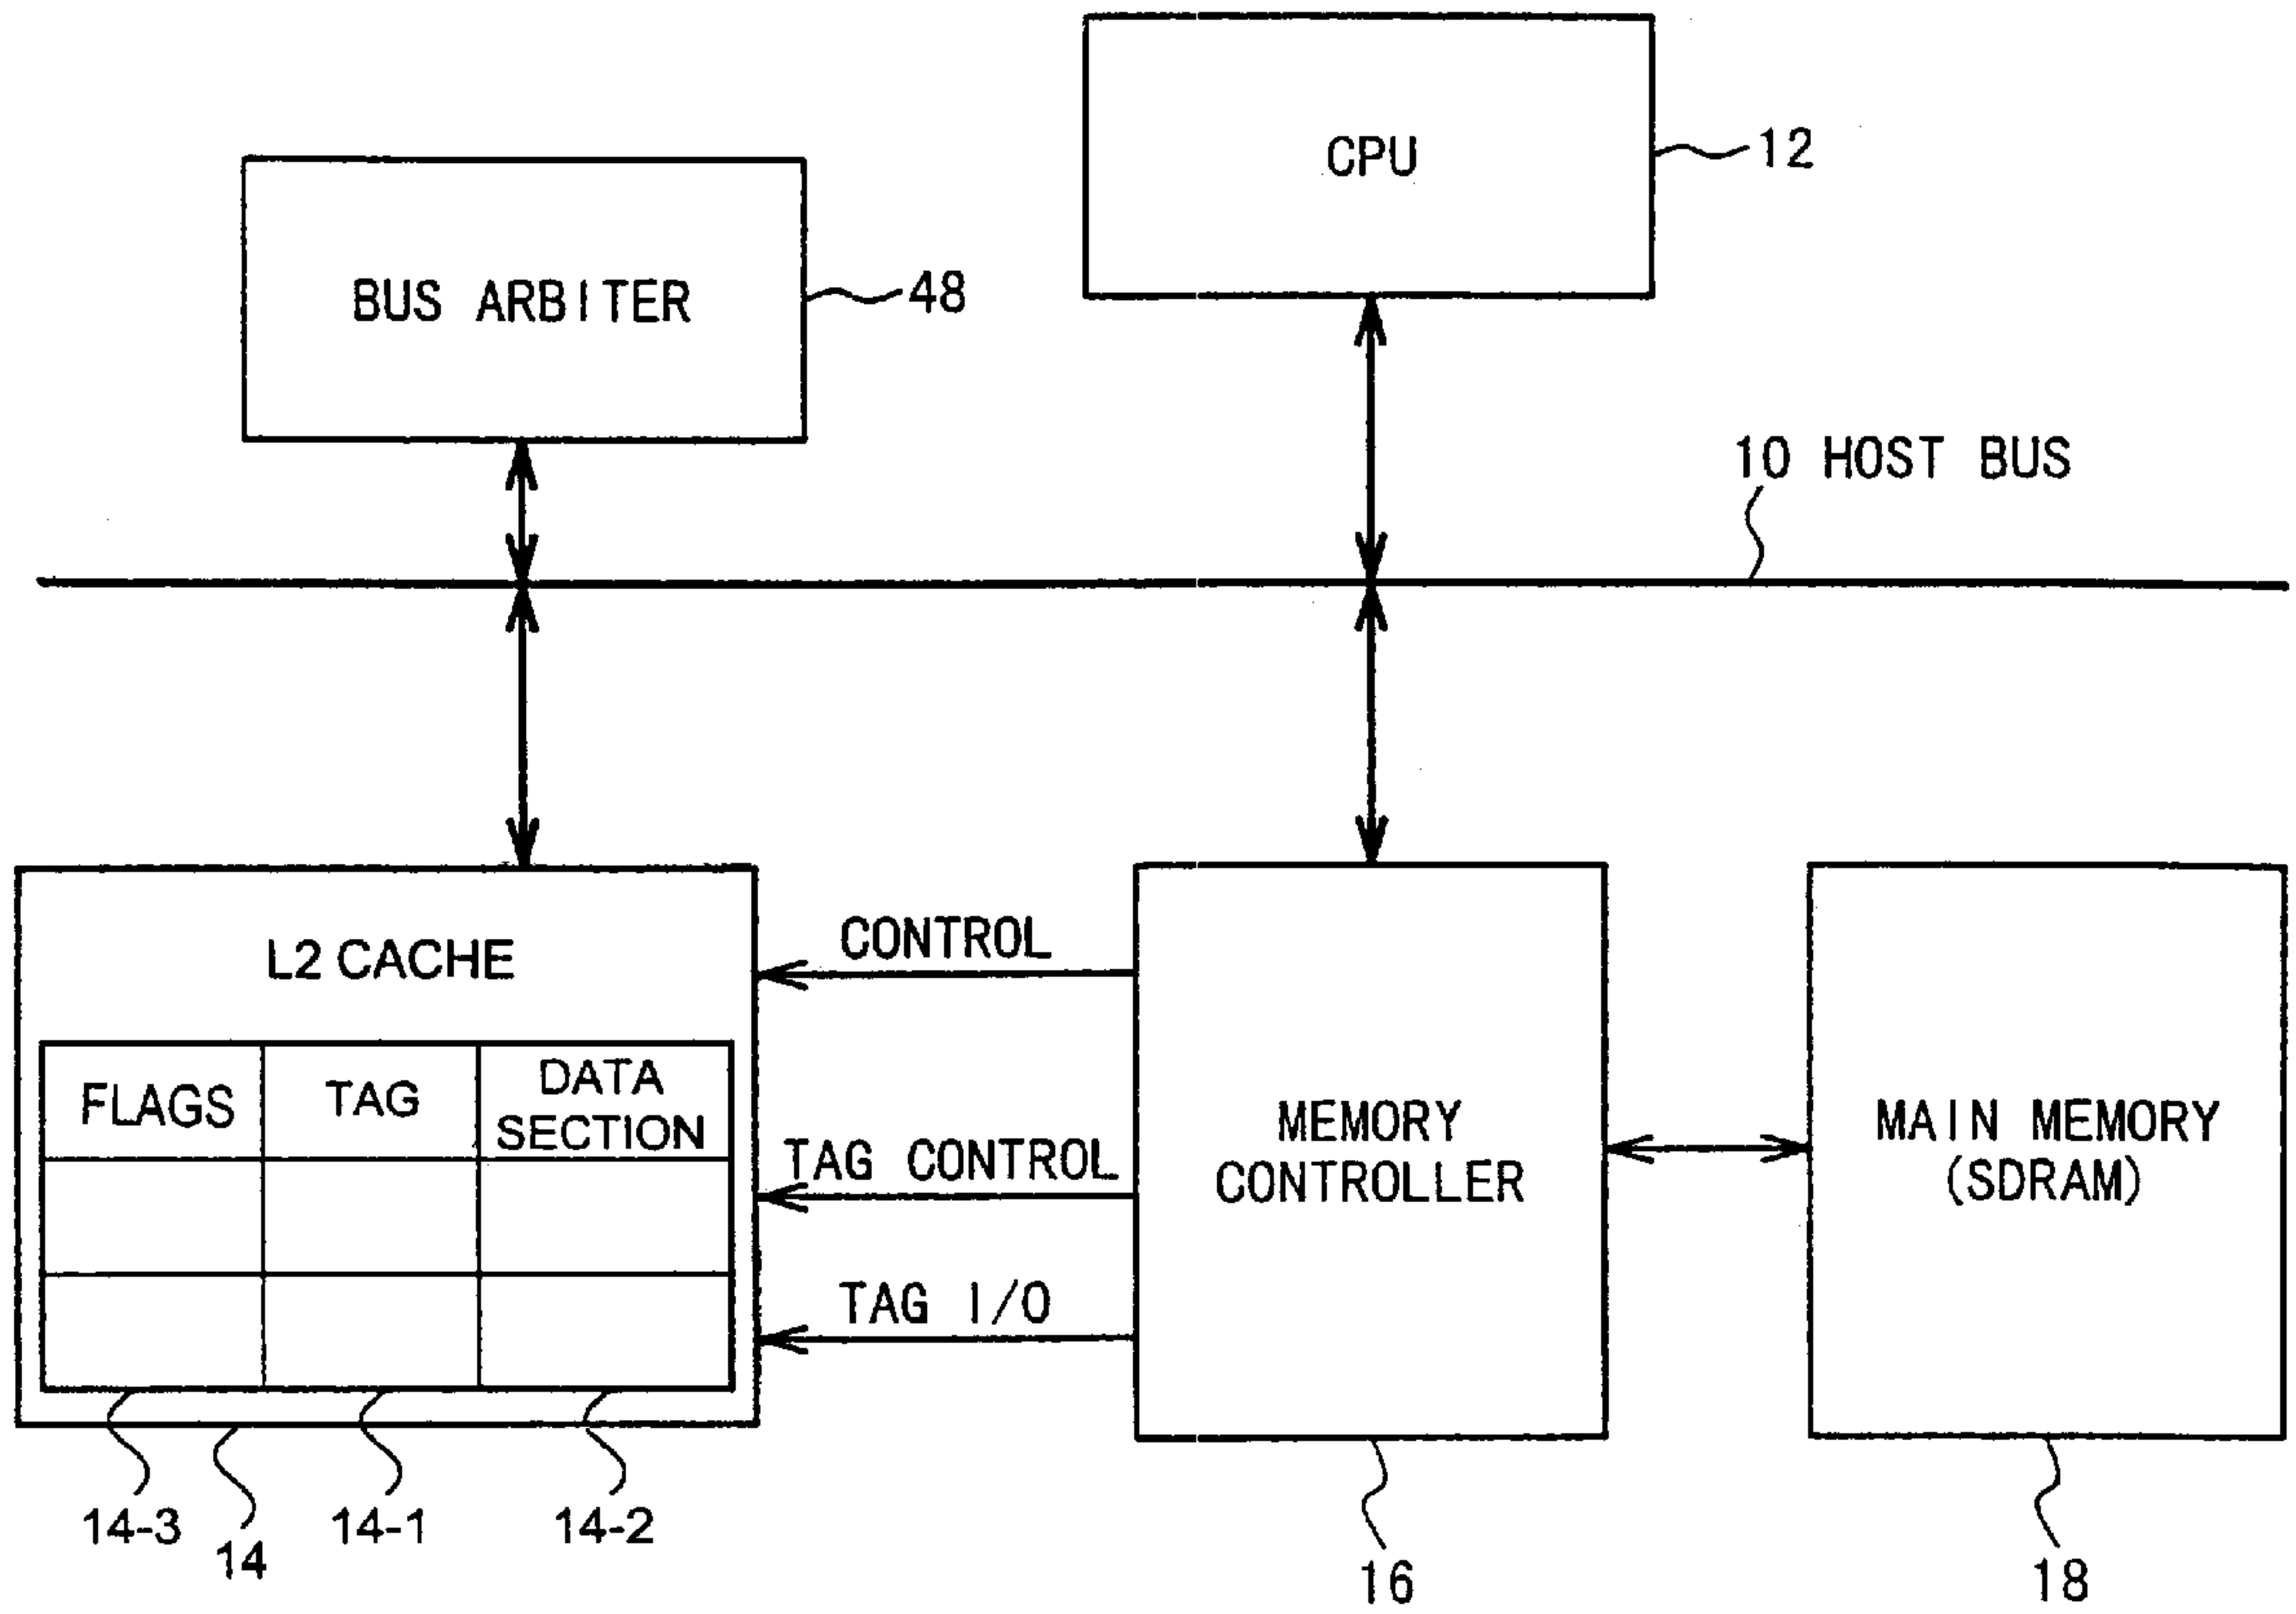 CPU
12
BUS ARBITER
48
10 HOST BUS
L2 CACHE
CONTROL
FLAGS
TAG
DATA
SECTION
TAG CONTROL
TAG I/O
MEMORY
CONTROLLER
MAIN MEMORY
(SDRAM)
14-3
14
14-1
14-2
16
18